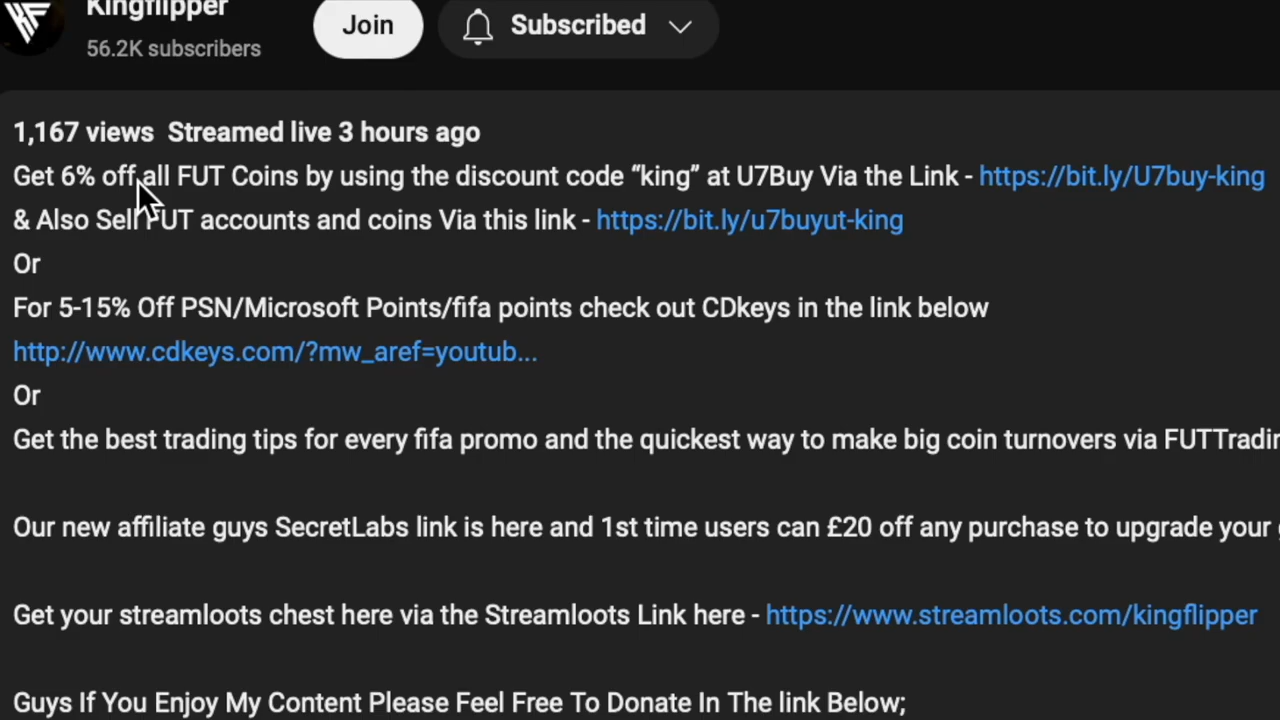 Kingflipper
56.2K subscribers
Join
Subscribed
1,167 views Streamed live 3 hours ago
Get 6% off all FUT Coins by using the discount code “king” at U7Buy Via the Link - https://bit.ly/U7buy-king
& Also Sell FUT accounts and coins Via this link - https://bit.ly/u7buyut-king
Or
For 5-15% Off PSN/Microsoft Points/fifa points check out CDkeys in the link below
http://www.cdkeys.com/?mw_aref=youtub...
Or
Get the best trading tips for every fifa promo and the quickest way to make big coin turnovers via FUTTradin
Our new affiliate guys SecretLabs link is here and 1st time users can £20 off any purchase to upgrade your
Get your streamloots chest here via the Streamloots Link here - https://www.streamloots.com/kingflipper
Guys If You Enjoy My Content Please Feel Free To Donate In The link Below;